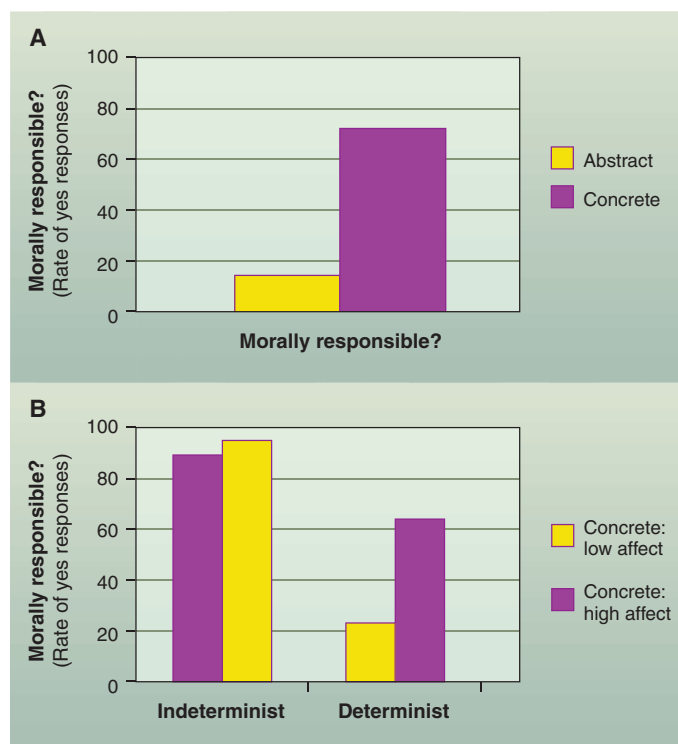 A
Morally responsible?
(Rate of yes responses)
100
80
60
40
20
0
Morally responsible?
Abstract
Concrete
B
Morally responsible?
(Rate of yes responses)
100
80
60
40
20
0
Indeterminist Determinist
Concrete:
low affect
Concrete:
high affect